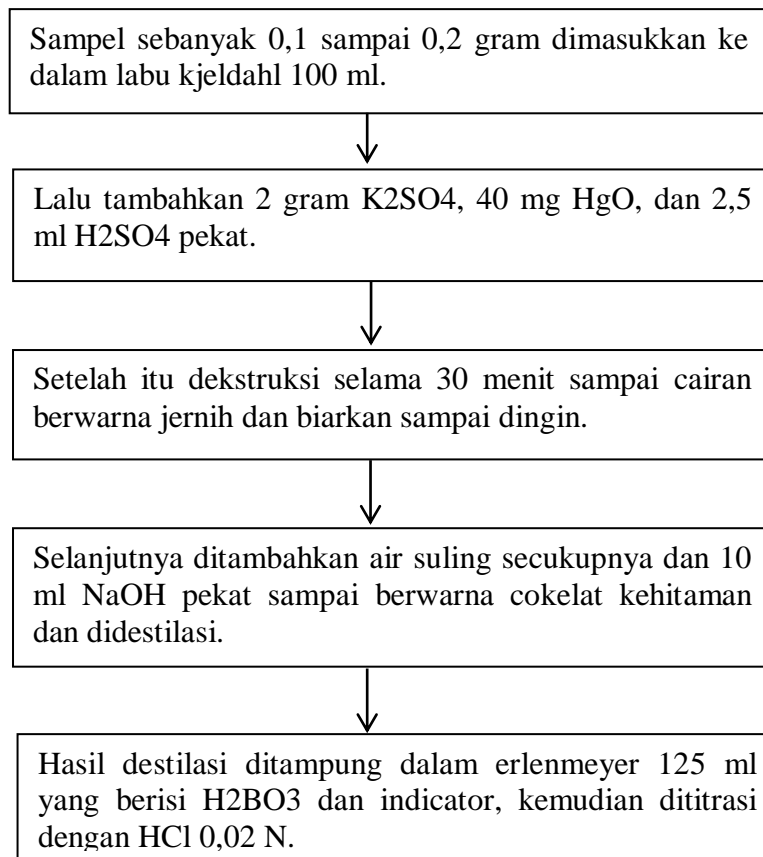 Sampel sebanyak 0,1 sampai 0,2 gram dimasukkan ke
dalam labu kjeldahl 100 ml.
Lalu tambahkan 2 gram K2SO4, 40 mg HgO, dan 2,5
ml H2SO4 pekat.
Setelah itu dekstruksi selama 30 menit sampai cairan
berwarna jernih dan biarkan sampai dingin.
Selanjutnya ditambahkan air suling secukupnya dan 10
ml NaOH pekat sampai berwarna cokelat kehitaman
dan didestilasi.
Hasil destilasi ditampung dalam erlenmeyer 125 ml
yang berisi H2BO3 dan indicator, kemudian dititrasi
dengan HCl 0,02 N.